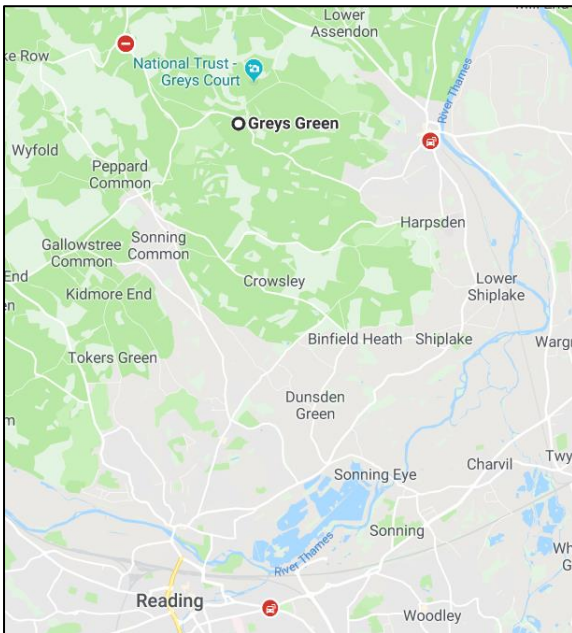 Lower
Assendon
ke Row
National Trust -
Greys Court
River Thames
Greys Green
Wyfold
Peppard
Common
Harpsden
Gallowstree
Common
Sonning
Common
End
Crowsley
Lower
Shiplake
en
Kidmore End
Binfield Heath
Shiplake
Wargr
Tokers Green
Dunsden
Green
m
Sonning Eye
Charvil
Twy
Sonning
River Thames
Wh
G
Reading
Woodley